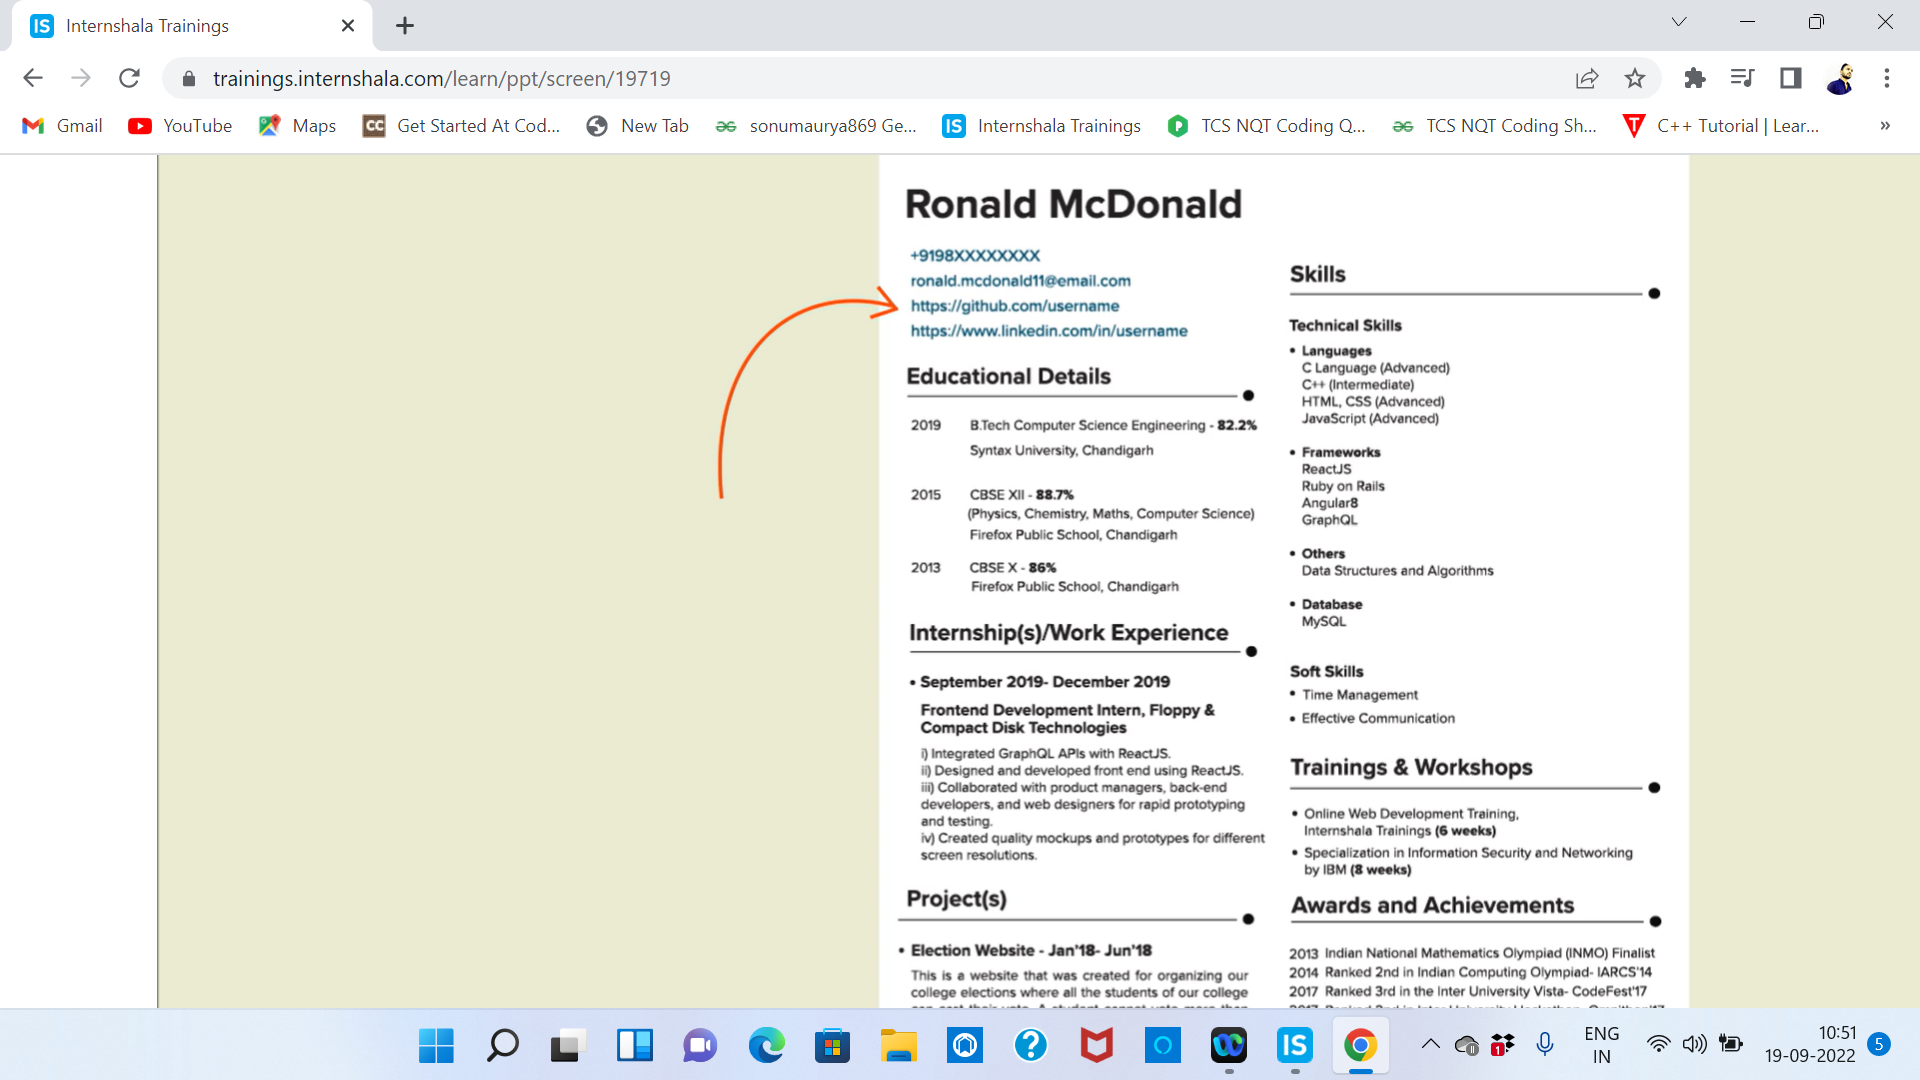 Internshala Trainings
trainings.internshala.com/learn/ppt/screen/19719
Gmail
YouTube
Maps
Get Started At Cod...
New Tab
sonumaurya869 Ge...
Internshala Trainings
TCS NQT Coding Q...
TCS NQT Coding Sh...
C++ Tutorial | Lear...
»
Ronald McDonald
+9198XXXXXXXX
ronald.mcdonald11@email.com
https://github.com/username
https://www.linkedin.com/in/username
Educational Details
2019 B.Tech Computer Science Engineering - 82.2%
Syntax University, Chandigarh
2015 CBSE XII - 88.7%
(Physics, Chemistry, Maths, Computer Science)
Firefox Public School, Chandigarh
2013 CBSE X - 86%
Firefox Public School, Chandigarh
Internship(s)/Work Experience
• September 2019- December 2019
Frontend Development Intern, Floppy &
Compact Disk Technologies
i) Integrated GraphQL APIs with ReactJS.
ii) Designed and developed front end using ReactJS.
iii) Collaborated with product managers, back-end
developers, and web designers for rapid prototyping
and testing.
iv) Created quality mockups and prototypes for different
screen resolutions.
Project(s)
• Election Website - Jan'18- Jun'18
This is a website that was created for organizing our
college elections where all the students of our college
Skills
Technical Skills
• Languages
C Language (Advanced)
C++ (Intermediate)
HTML, CSS (Advanced)
JavaScript (Advanced)
• Frameworks
ReactJS
Ruby on Rails
Angular8
GraphQL
• Others
Data Structures and Algorithms
• Database
MySQL
Soft Skills
• Time Management
• Effective Communication
Trainings & Workshops
• Online Web Development Training,
Internshala Trainings (6 weeks)
• Specialization in Information Security and Networking
by IBM (8 weeks)
Awards and Achievements
2013 Indian National Mathematics Olympiad (INMO) Finalist
2014 Ranked 2nd in Indian Computing Olympiad- IARCS'14
2017 Ranked 3rd in the Inter University Vista- CodeFest'17
ENG
IN
10:51
19-09-2022
5